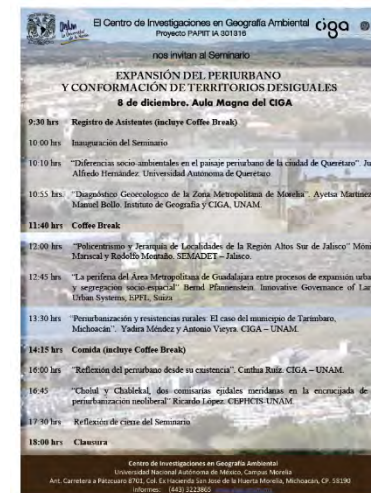 El Centro de Investigaciones en Geografía Ambiental
Proyecto PAPIIT IA 301316
ciga
nos invitan al Seminario
EXPANSIÓN DEL PERIURBANO
Y CONFORMACIÓN DE TERRITORIOS DESIGUALES
8 de diciembre. Aula Magna del CIGA
9:30 hrs Registro de Asistentes (incluye Coffee Break)
10:00 hrs Inauguración del Seminario
10:10 hrs "Diferencias socio-ambientales en el paisaje periurbano de la ciudad de Querétaro". Ju
Alfredo Hernández. Universidad Autónoma de Querétaro.
10:55 hrs. "Diagnóstico Geoecologico de la Zona Metropolitana de Morelia". Ayetsa Martínez
Manuel Bollo. Instituto de Geografía y CIGA, UNAM.
11:40 hrs Coffee Break
12:00 hrs "Policentrismo y Jerarquía de Localidades de la Región Altos Sur de Jalisco" Móni
Mariscal y Rodolfo Montaño. SEMADET – Jalisco.
12:45 hrs "La periferia del Área Metropolitana de Guadalajara entre procesos de expansión urba
y segregación socio-espacial" Bernd Pfannenstein. Innovative Governance of Lar
Urban Systems, EPFL, Suiza
13:30 hrs "Periurbanización y resistencias rurales. El caso del municipio de Tarímbaro,
Michoacán". Yadira Méndez y Antonio Vieyra. CIGA – UNAM.
14:15 hrs Comida (incluye Coffee Break)
16:00 hrs "Reflexión del periurbano desde su existencia". Cinthia Ruiz. CIGA – UNAM.
16:45 "Cholul y Chablekal, dos comisarías ejidales meridanas en la encrucijada de
periurbanización neoliberal" Ricardo López. CEPHCIS-UNAM.
17:30 hrs Reflexión de cierre del Seminario
18:00 hrs Clausura
Centro de Investigaciones en Geografía Ambiental
Universidad Nacional Autónoma de México, Campus Morelia
Ant. Carretera a Pátzcuaro 8701, Col. Ex Hacienda San José de la Huerta Morelia, Michoacán, CP. 58190
Informes: (443) 3223865